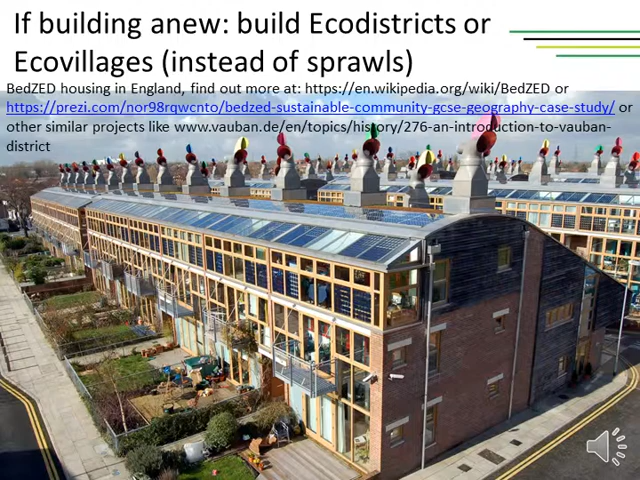 If building anew: build Ecodistricts or
Ecovillages (instead of sprawls)
BedZED housing in England, find out more at: https://en.wikipedia.org/wiki/BedZED or
https://prezi.com/nor98rqwcnto/bedzed-sustainable-community-gcse-geography-case-study/ or
other similar projects like www.vauban.de/en/topics/history/276-an-introduction-to-vauban-
district